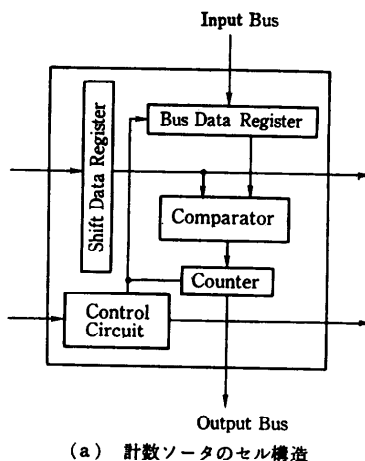 Input Bus
Bus Data Register
Shift Data Register
Comparator
Counter
Control
Circuit
Output Bus
(a) 計数ソータのセル構造